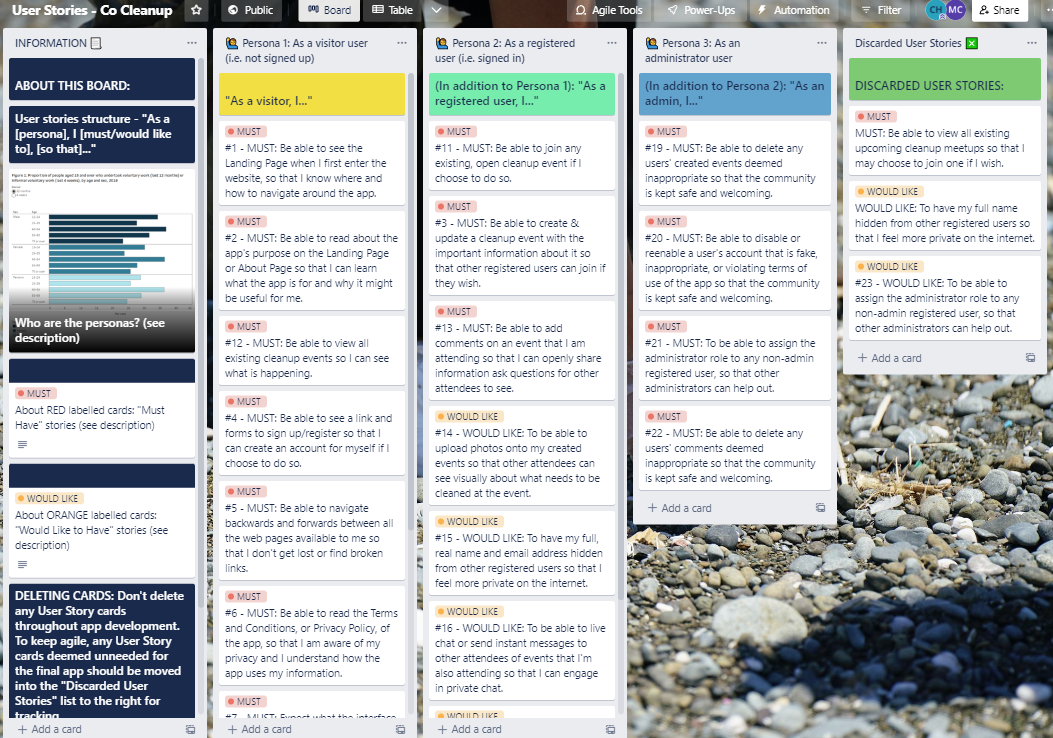 User Stories - Co Cleanup
Public
Board
Table
Agile Tools
Power-Ups
Automation
Filter
CH
MC
Share
INFORMATION
ABOUT THIS BOARD:
User stories structure - "As a
[persona], I [must/would like
to], [so that]..."
Who are the personas? (see
description)
MUST
About RED labelled cards: "Must
Have" stories (see description)
WOULD LIKE
About ORANGE labelled cards:
"Would Like to Have" stories (see
description)
DELETING CARDS: Don't delete
any User Story cards
throughout app development.
To keep agile, any User Story
cards deemed unneeded for
the final app should be moved
into the "Discarded User
Stories" list to the right for
tracking
+ Add a card
Persona 1: As a visitor user
(i.e. not signed up)
"As a visitor, I..."
MUST
#1 - MUST: Be able to see the
Landing Page when I first enter the
website, so that I know where and
how to navigate around the app.
MUST
#2 - MUST: Be able to read about the
app's purpose on the Landing Page
or About Page so that I can learn
what the app is for and why it might
be useful for me.
MUST
#12 - MUST: Be able to view all
existing cleanup events so I can see
what is happening.
MUST
#4 - MUST: Be able to see a link and
forms to sign up/register so that I
can create an account for myself if I
choose to do so.
MUST
#5 - MUST: Be able to navigate
backwards and forwards between all
the web pages available to me so
that I don't get lost or find broken
links.
MUST
#6 - MUST: Be able to read the Terms
and Conditions, or Privacy Policy, of
the app, so that I am aware of my
privacy and I understand how the
app uses my information.
MUST
#7 - MUST: Expect what the interface
+ Add a card
Persona 2: As a registered
user (i.e. signed in)
(In addition to Persona 1): "As a
registered user, I..."
MUST
#11 - MUST: Be able to join any
existing, open cleanup event if I
choose to do so.
MUST
#3 - MUST: Be able to create &
update a cleanup event with the
important information about it so
that other registered users can join if
they wish.
MUST
#13 - MUST: Be able to add
comments on an event that I am
attending so that I can openly share
information ask questions for other
attendees to see.
WOULD LIKE
#14 - WOULD LIKE: To be able to
upload photos onto my created
events so that other attendees can
see visually about what needs to be
cleaned at the event.
WOULD LIKE
#15 - WOULD LIKE: To have my full,
real name and email address hidden
from other registered users so that I
feel more private on the internet.
WOULD LIKE
#16 - WOULD LIKE: To be able to live
chat or send instant messages to
other attendees of events that I'm
also attending so that I can engage
in private chat.
WOULD LIKE
+ Add a card
Persona 3: As an
administrator user
(In addition to Persona 2): "As an
admin, I..."
MUST
#19 - MUST: Be able to delete any
users' created events deemed
inappropriate so that the community
is kept safe and welcoming.
MUST
#20 - MUST: Be able to disable or
reenable a user's account that is fake,
inappropriate, or violating terms of
use of the app so that the community
is kept safe and welcoming.
MUST
#21 - MUST: To be able to assign the
administrator role to any non-admin
registered user, so that other
administrators can help out.
MUST
#22 - MUST: Be able to delete any
users' comments deemed
inappropriate so that the community
is kept safe and welcoming.
+ Add a card
Discarded User Stories
DISCARDED USER STORIES:
MUST
MUST: Be able to view all existing
upcoming cleanup meetups so that I
may choose to join one if I wish.
WOULD LIKE
WOULD LIKE: To have my full name
hidden from other registered users so
that I feel more private on the internet.
WOULD LIKE
#23 - WOULD LIKE: To be able to
assign the administrator role to any
non-admin registered user, so that
other administrators can help out.
+ Add a card